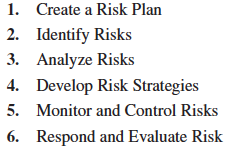 1. Create a Risk Plan
2. Identify Risks
3. Analyze Risks
4. Develop Risk Strategies
5. Monitor and Control Risks
6. Respond and Evaluate Risk